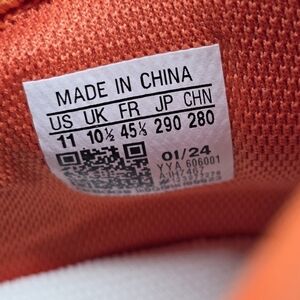 MADE IN CHINA
US UK FR JP CHN
11 10½ 45⅓ 290 280
01/24
YYA 606001